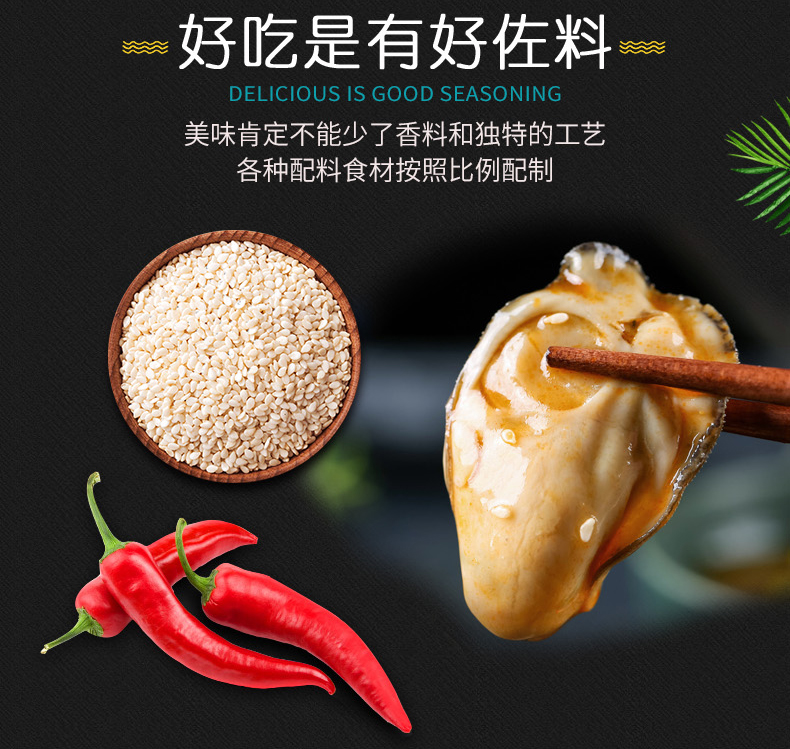 好吃是有好佐料
DELICIOUS IS GOOD SEASONING
美味肯定不能少了香料和独特的工艺
各种配料食材按照比例配制